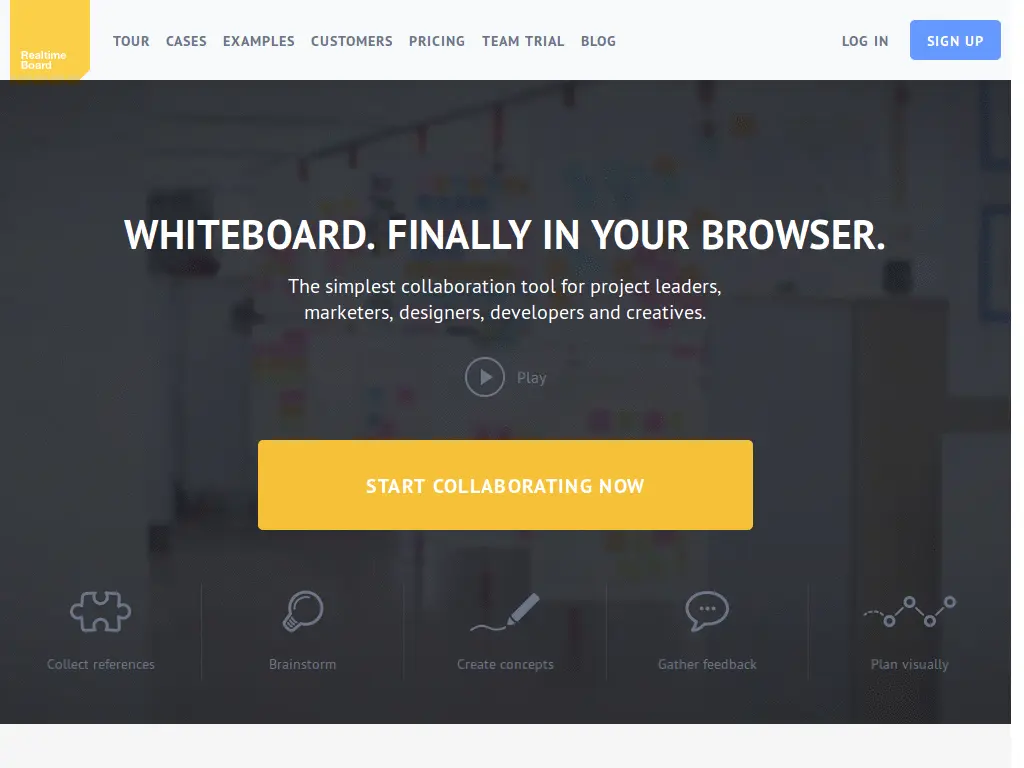 Realtime
Board
TOUR CASES EXAMPLES CUSTOMERS PRICING TEAM TRIAL BLOG LOG IN SIGN UP
WHITEBOARD. FINALLY IN YOUR BROWSER.
The simplest collaboration tool for project leaders,
marketers, designers, developers and creatives.
Play
START COLLABORATING NOW
Collect references Brainstorm Create concepts Gather feedback Plan visually